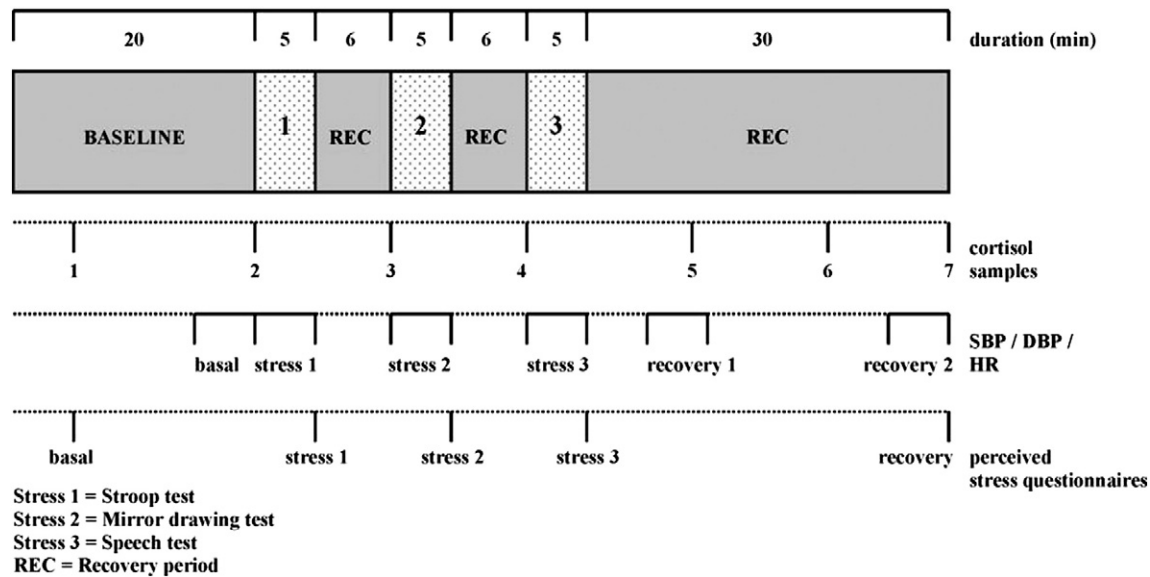 20 5 6 5 6 5 30 duration (min)
BASELINE 1 REC 2 REC 3 REC
cortisol
samples
1 2 3 4 5 6 7
SBP / DBP /
HR
basal stress 1 stress 2 stress 3 recovery 1 recovery 2
basal stress 1 stress 2 stress 3 recovery perceived
stress questionnaires
Stress 1 = Stroop test
Stress 2 = Mirror drawing test
Stress 3 = Speech test
REC = Recovery period